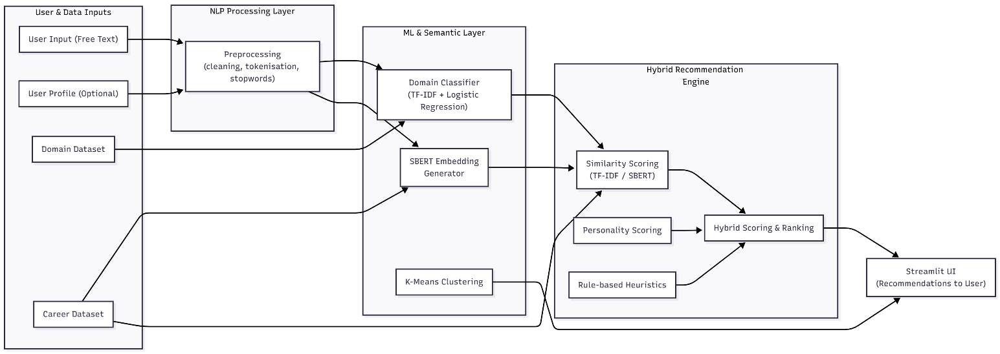 User & Data Inputs
User Input (Free Text)
User Profile (Optional)
Domain Dataset
Career Dataset
NLP Processing Layer
Preprocessing
(cleaning, tokenisation,
stopwords)
ML & Semantic Layer
Domain Classifier
(TF-IDF + Logistic
Regression)
SBERT Embedding
Generator
K-Means Clustering
Hybrid Recommendation
Engine
Similarity Scoring
(TF-IDF / SBERT)
Personality Scoring
Rule-based Heuristics
Hybrid Scoring & Ranking
Streamlit UI
(Recommendations to User)